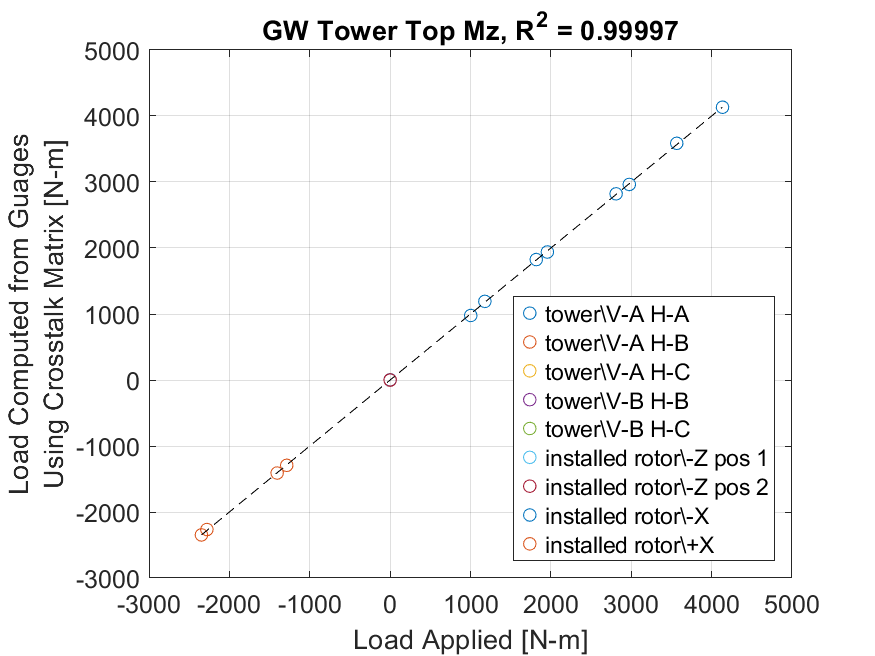 GW Tower Top Mz, R² = 0.99997
Load Computed from Guages
Using Crosstalk Matrix [N-m]
5000
4000
3000
2000
1000
0
-1000
-2000
-3000
tower\V-A H-A
tower\V-A H-B
tower\V-A H-C
tower\V-B H-B
tower\V-B H-C
installed rotor\-Z pos 1
installed rotor\-Z pos 2
installed rotor\-X
installed rotor\+X
-3000 -2000 -1000 0 1000 2000 3000 4000 5000
Load Applied [N-m]